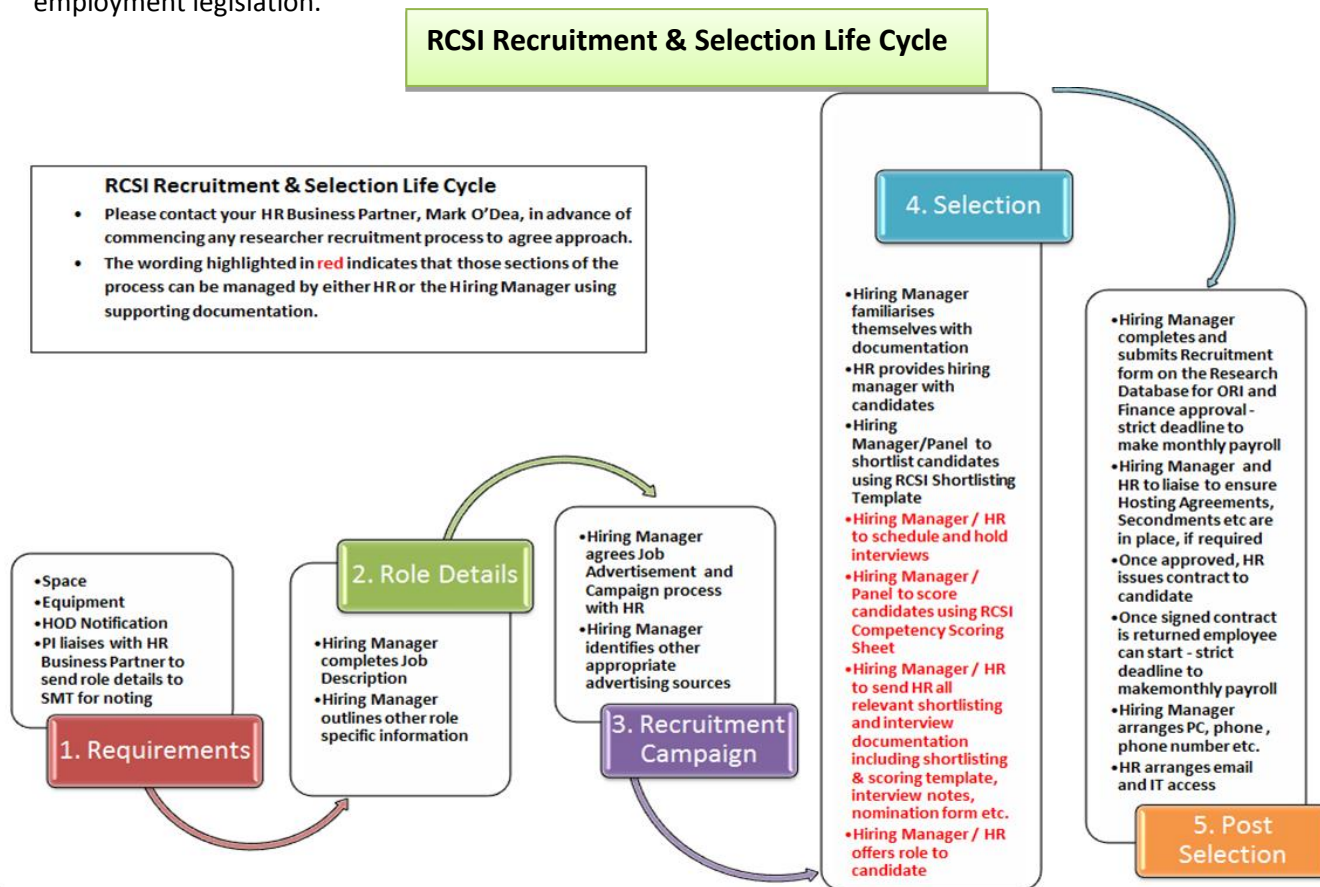 employment legislation.
RCSI Recruitment & Selection Life Cycle
RCSI Recruitment & Selection Life Cycle
• Please contact your HR Business Partner, Mark O'Dea, in advance of
commencing any researcher recruitment process to agree approach.
• The wording highlighted in red indicates that those sections of the
process can be managed by either HR or the Hiring Manager using
supporting documentation.
•Space
•Equipment
•HOD Notification
•PI liaises with HR
Business Partner to
send role details to
SMT for noting
1. Requirements
2. Role Details
•Hiring Manager
completes Job
Description
•Hiring Manager
outlines other role
specific information
•Hiring Manager
agrees Job
Advertisement and
Campaign process
with HR
•Hiring Manager
identifies other
appropriate
advertising sources
3. Recruitment
Campaign
4. Selection
•Hiring Manager
familiarises
themselves with
documentation
•HR provides hiring
manager with
candidates
•Hiring
Manager/Panel to
shortlist candidates
using RCSI Shortlisting
Template
•Hiring Manager / HR
to schedule and hold
interviews
•Hiring Manager /
Panel to score
candidates using RCSI
Competency Scoring
Sheet
•Hiring Manager / HR
to send HR all
relevant shortlisting
and interview
documentation
including shortlisting
& scoring template,
interview notes,
nomination form etc.
•Hiring Manager / HR
offers role to
candidate
•Hiring Manager
completes and
submits Recruitment
form on the Research
Database for ORI and
Finance approval -
strict deadline to
make monthly payroll
•Hiring Manager and
HR to liaise to ensure
Hosting Agreements,
Secondments etc are
in place, if required
•Once approved, HR
issues contract to
candidate
•Once signed contract
is returned employee
can start - strict
deadline to
makemonthly payroll
•Hiring Manager
arranges PC, phone ,
phone number etc.
•HR arranges email
and IT access
5. Post
Selection